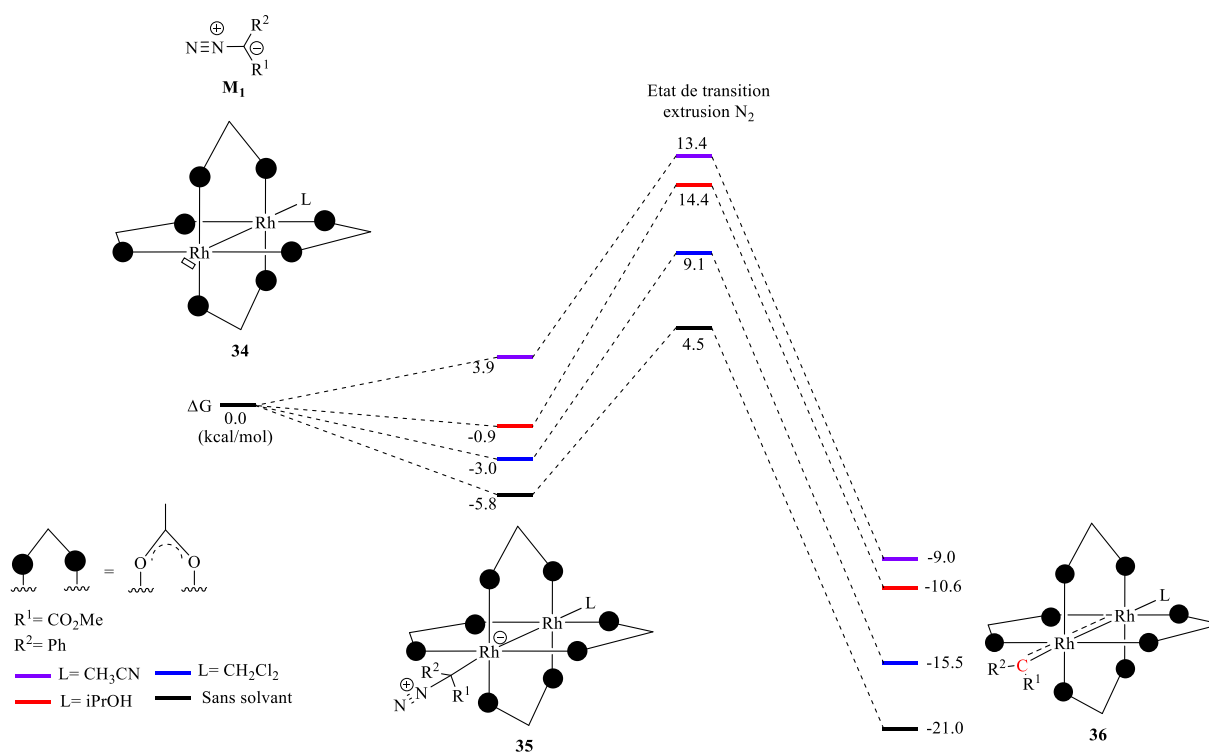 N≡N ⊕ R² ⊖ R¹
M₁
Etat de transition
extrusion N₂
13.4
14.4
9.1
4.5
Rh L
Rh
34
ΔG
0.0
(kcal/mol)
3.9
-0.9
-3.0
-5.8
-9.0
-10.6
-15.5
-21.0
O O
=
R¹= CO₂Me
R²= Ph
L= CH₃CN
L= CH₂Cl₂
L= iPrOH
Sans solvant
Rh L
Rh ⊖
R²
⊕
N≡N R¹
35
Rh L
Rh
R² C
R¹
36